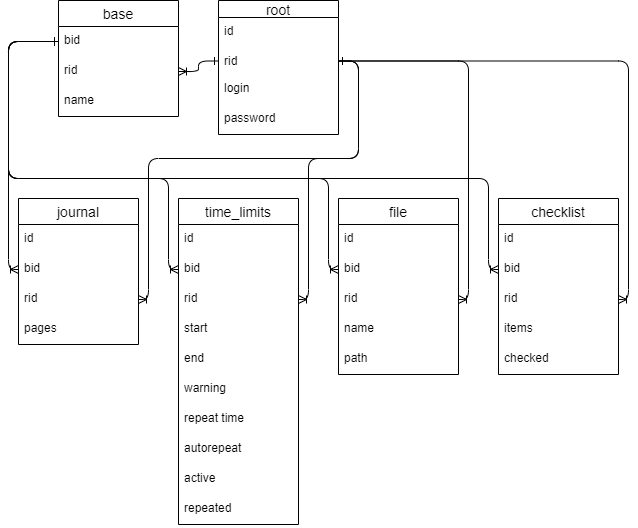 base
bid
rid
name
root
id
rid
login
password
journal
id
bid
rid
pages
time_limits
id
bid
rid
start
end
warning
repeat time
autorepeat
active
repeated
file
id
bid
rid
name
path
checklist
id
bid
rid
items
checked